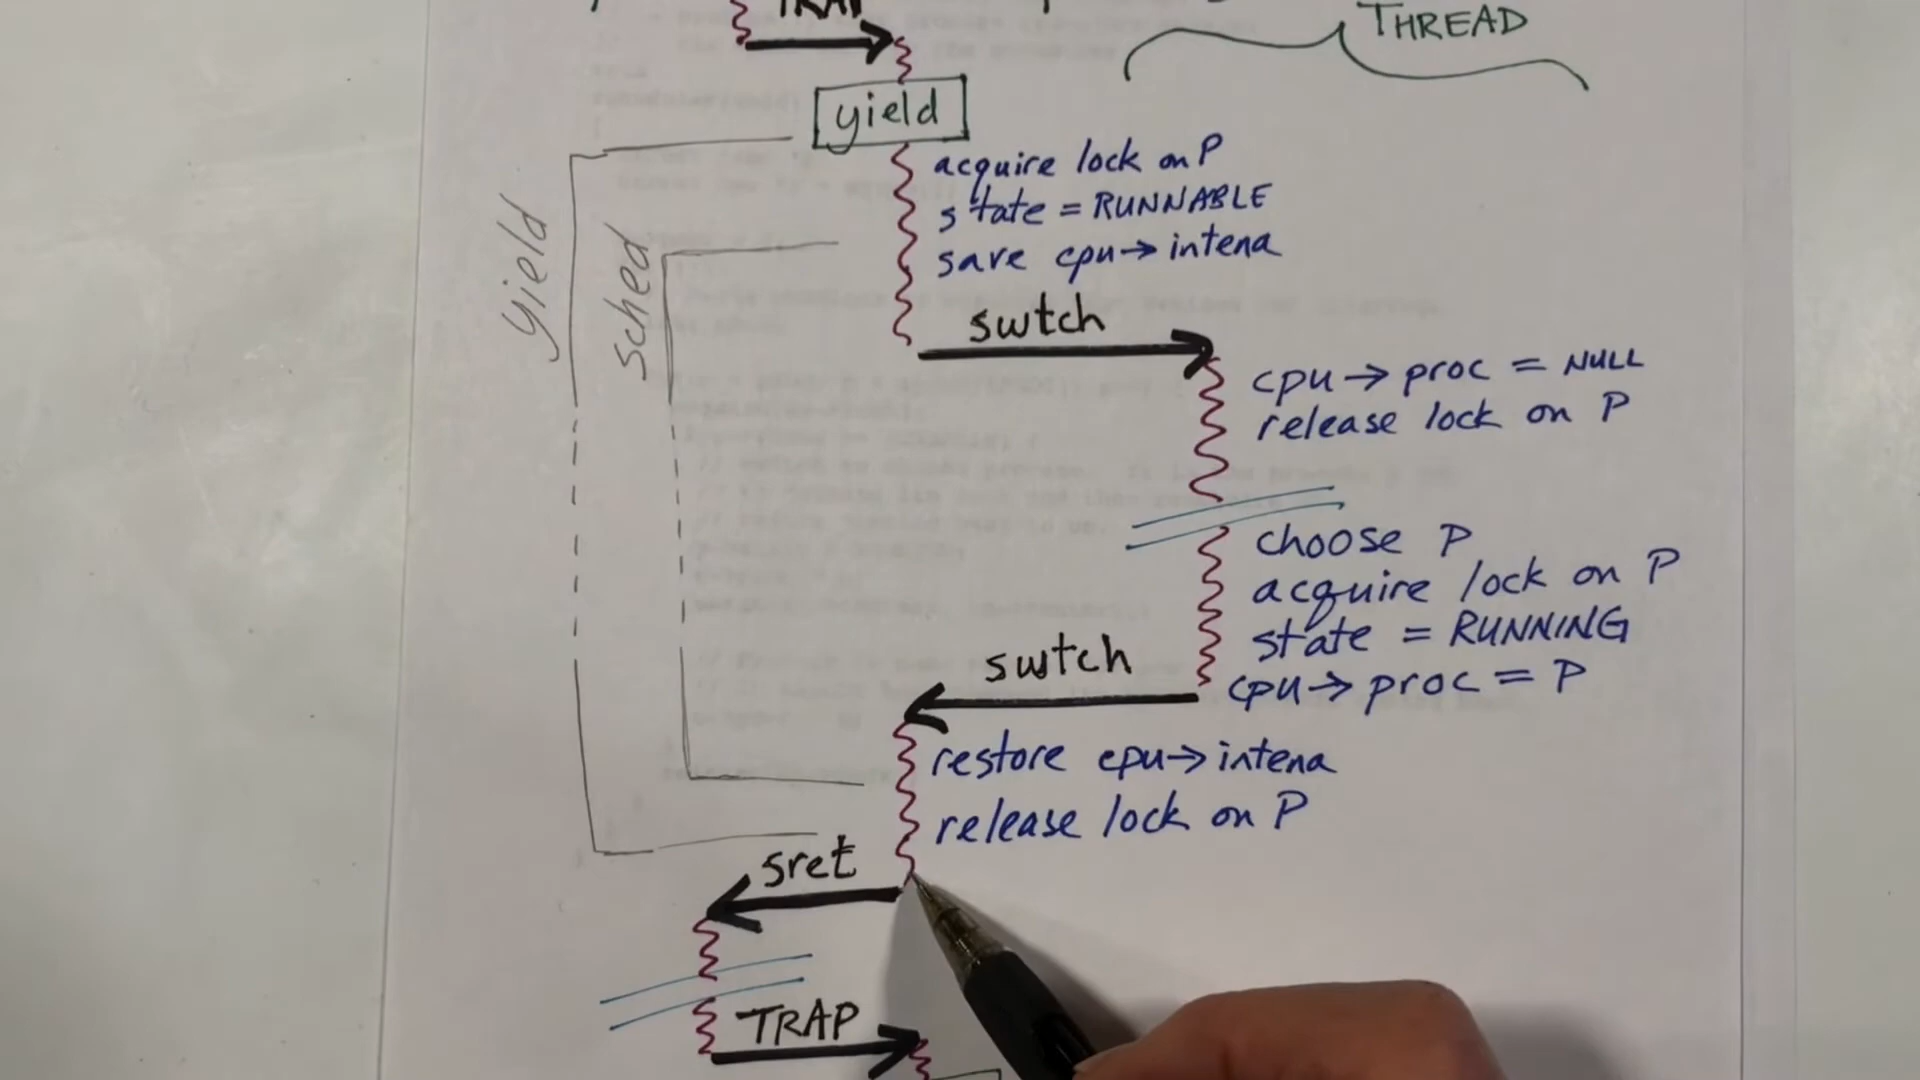 TRAP
THREAD
yield
acquire lock on P
state = RUNNABLE
save cpu→intena
yield
sched
swtch
cpu → proc = NULL
release lock on P
choose P
acquire lock on P
state = RUNNING
cpu → proc = P
swtch
restore cpu→intena
release lock on P
sret
TRAP